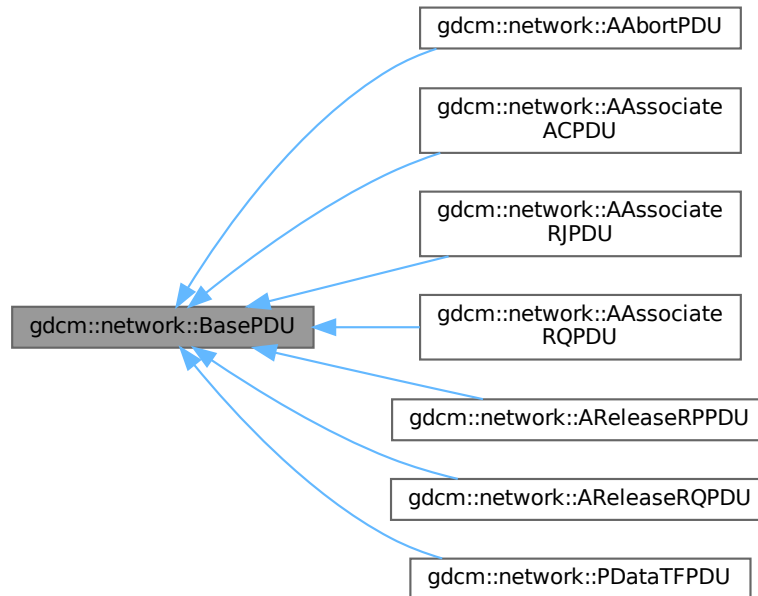 gdcm::network::AAbortPDU
gdcm::network::AAssociate
ACPDU
gdcm::network::AAssociate
RJPDU
gdcm::network::BasePDU
gdcm::network::AAssociate
RQPDU
gdcm::network::AReleaseRPPDU
gdcm::network::AReleaseRQPDU
gdcm::network::PDataTFPDU